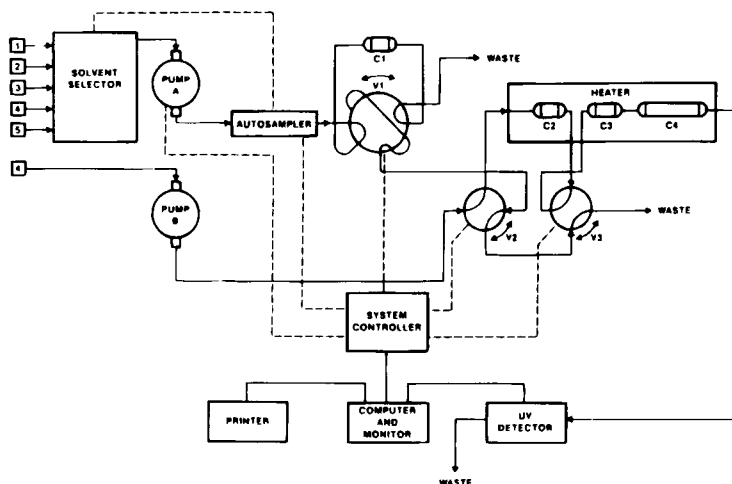 1
2
3
4
5
SOLVENT
SELECTOR
PUMP
A
AUTOSAMPLER
C1
V1
WASTE
HEATER
C2
C3
C4
4
PUMP
B
V2
V3
WASTE
SYSTEM
CONTROLLER
PRINTER
COMPUTER
AND
MONITOR
UV
DETECTOR
WASTE